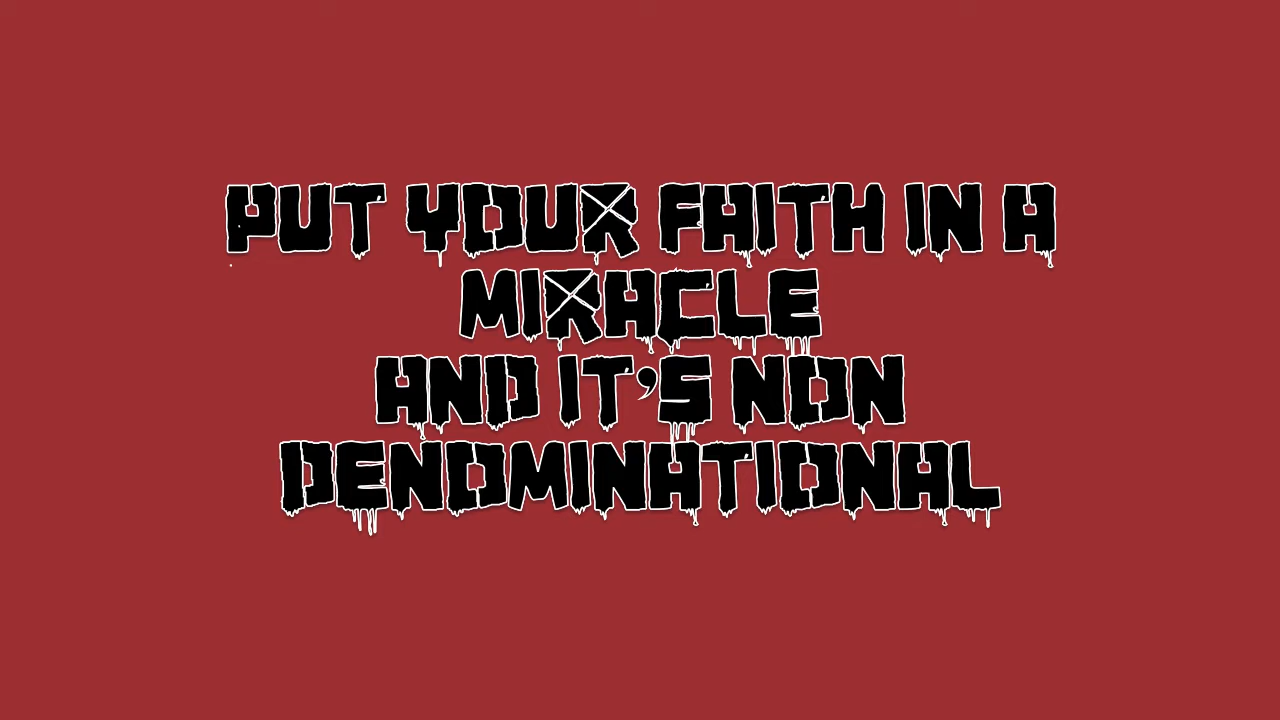 PUT YOUR FAITH IN A
MIRACLE
AND IT’S NON
DENOMINATIONAL